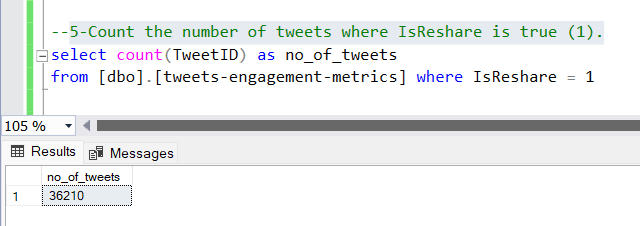 --5-Count the number of tweets where IsReshare is true (1).
select count(TweetID) as no_of_tweets
from [dbo].[tweets-engagement-metrics] where IsReshare = 1
105 %
Results Messages
no_of_tweets
1 36210